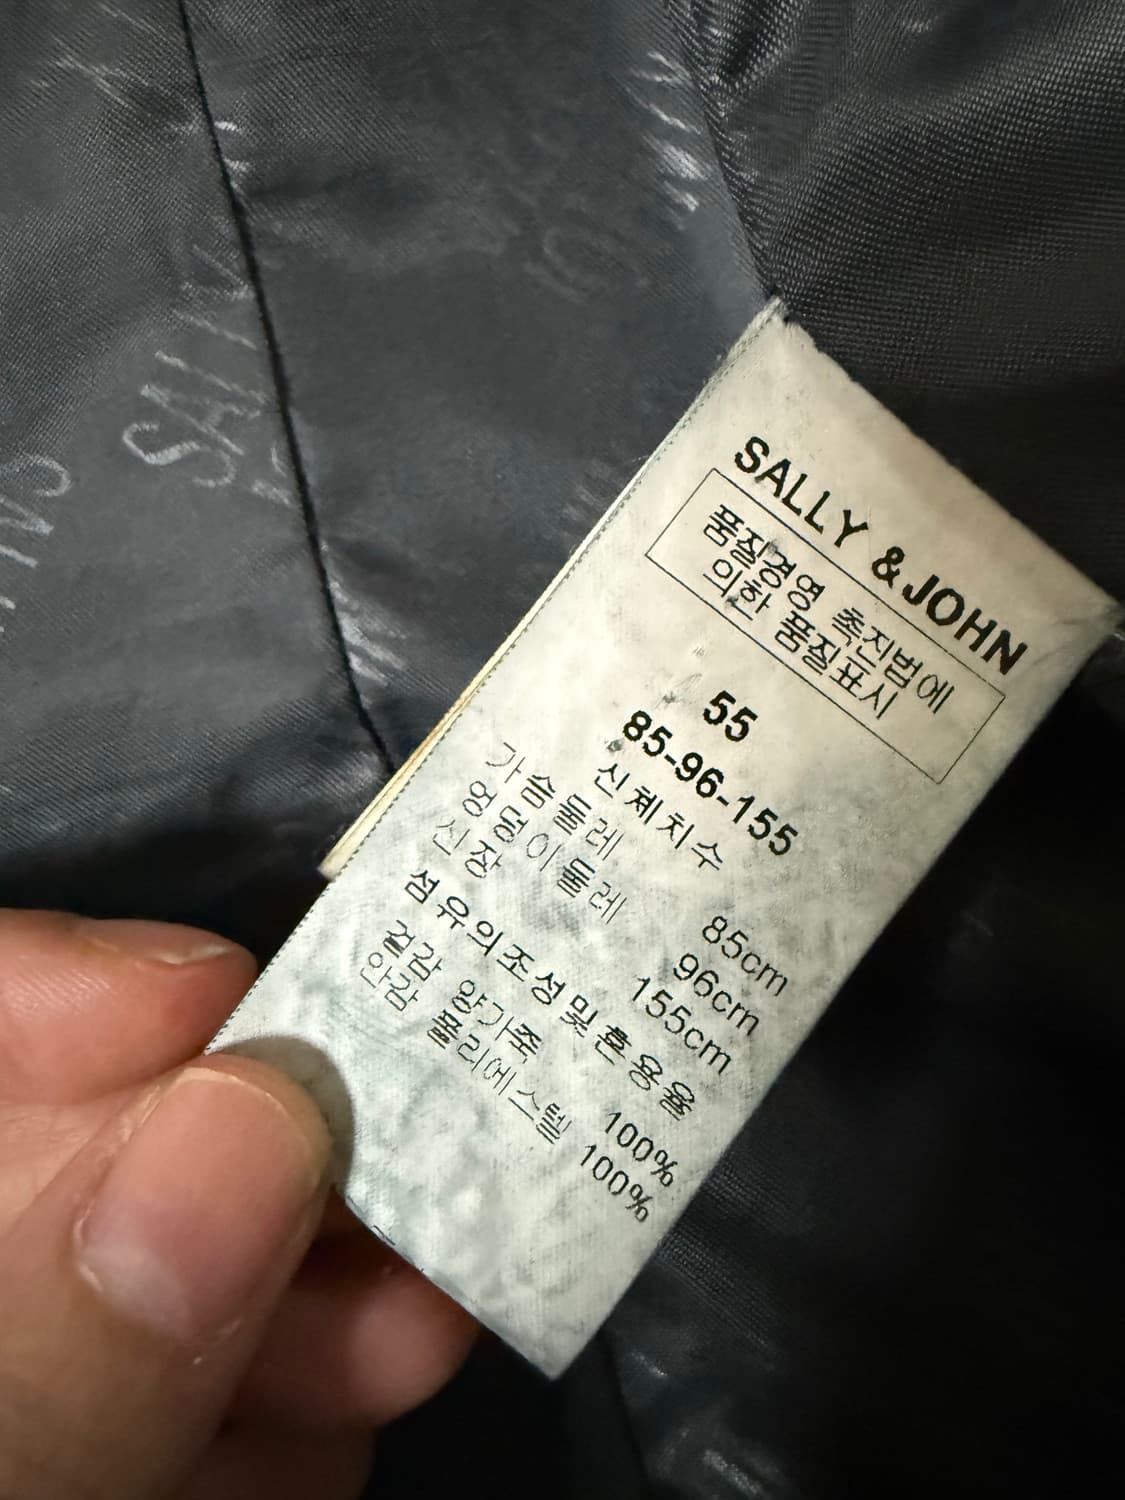 SALLY & JOHN
품질경영 촉진법에
의한 품질표시
55
85-96-155
신체치수
가슴둘레 85cm
엉덩이둘레 96cm
신장 155cm
섬유의조성및혼용율
겉감 양가죽 100%
안감 폴리에스텔 100%
SALLY